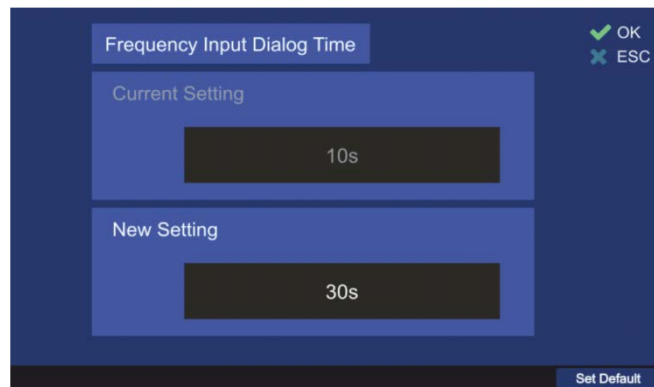 Frequency Input Dialog Time
OK
ESC
Current Setting
10s
New Setting
30s
Set Default